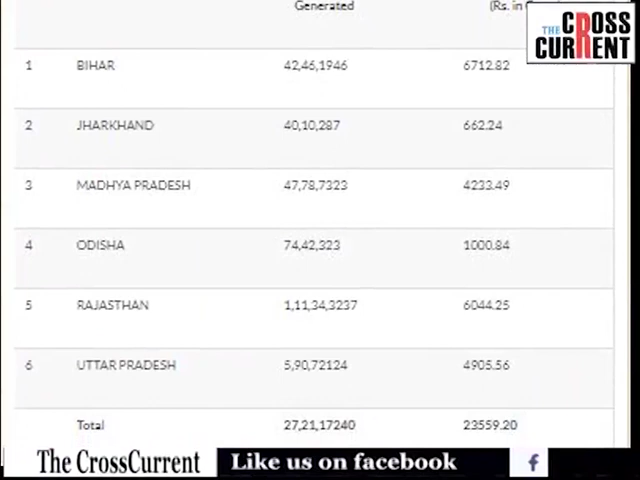 Generated (Rs. in
THE CROSS CURRENT
1 BIHAR 42,46,1946 6712.82
2 JHARKHAND 40,10,287 662.24
3 MADHYA PRADESH 47,78,7323 4233.49
4 ODISHA 74,42,323 1000.84
5 RAJASTHAN 1,11,34,3237 6044.25
6 UTTAR PRADESH 5,90,72124 4905.56
Total 27,21,17240 23559.20
The CrossCurrent Like us on facebook f